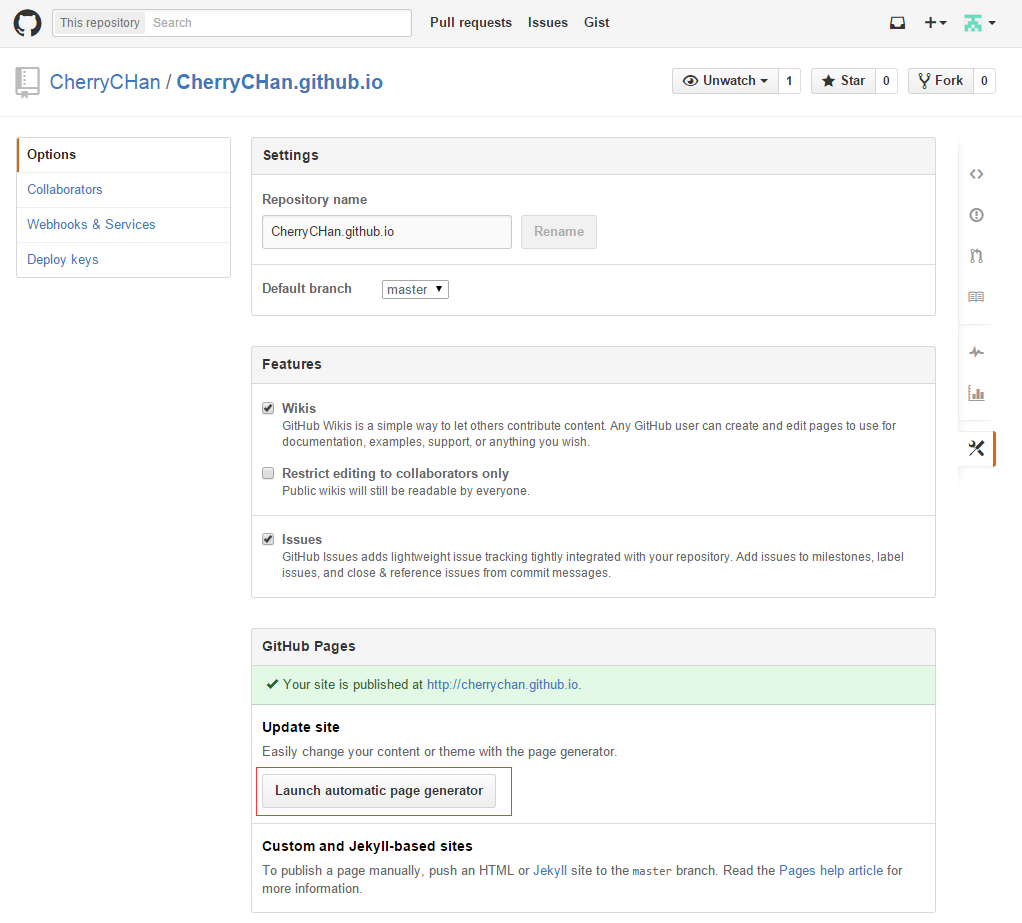 This repository Search Pull requests Issues Gist
CherryCHan / CherryCHan.github.io
Unwatch 1 Star 0 Fork 0
Options
Collaborators
Webhooks & Services
Deploy keys
Settings
Repository name
CherryCHan.github.io Rename
Default branch master
Features
Wikis
GitHub Wikis is a simple way to let others contribute content. Any GitHub user can create and edit pages to use for
documentation, examples, support, or anything you wish.
Restrict editing to collaborators only
Public wikis will still be readable by everyone.
Issues
GitHub Issues adds lightweight issue tracking tightly integrated with your repository. Add issues to milestones, label
issues, and close & reference issues from commit messages.
GitHub Pages
Your site is published at http://cherrychan.github.io.
Update site
Easily change your content or theme with the page generator.
Launch automatic page generator
Custom and Jekyll-based sites
To publish a page manually, push an HTML or Jekyll site to the master branch. Read the Pages help article for
more information.